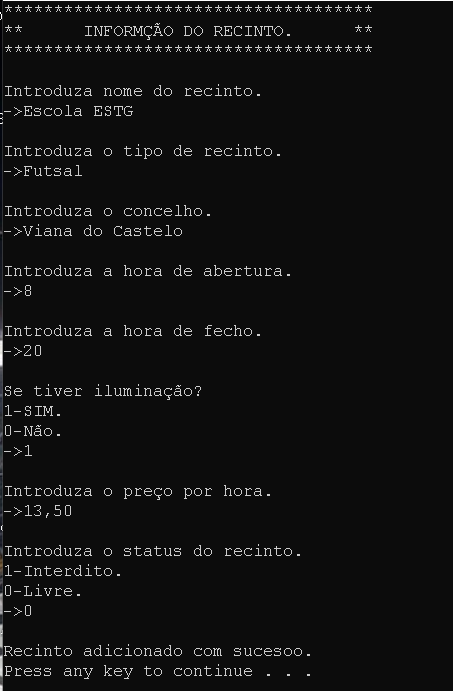 *************************************
** INFORMÇÃO DO RECINTO. **
*************************************
Introduza nome do recinto.
->Escola ESTG
Introduza o tipo de recinto.
->Futsal
Introduza o concelho.
->Viana do Castelo
Introduza a hora de abertura.
->8
Introduza a hora de fecho.
->20
Se tiver iluminação?
1-SIM.
0-Não.
->1
Introduza o preço por hora.
->13,50
Introduza o status do recinto.
1-Interdito.
0-Livre.
->0
Recinto adicionado com sucesoo.
Press any key to continue . . .